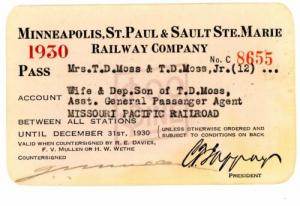 MINNEAPOLIS, ST. PAUL & SAULT STE. MARIE
1930 RAILWAY COMPANY
No. C 8655
PASS Mrs.T.D.Moss & T.D.Moss,Jr.(12) ...
ACCOUNT Wife & Dep.Son of T.D.Moss,
Asst. General Passenger Agent
MISSOURI PACIFIC RAILROAD
BETWEEN ALL STATIONS
UNTIL DECEMBER 31ST. 1930 (UNLESS OTHERWISE ORDERED AND
SUBJECT TO CONDITIONS ON BACK
VALID WHEN COUNTERSIGNED BY R. E. DAVIES,
F. V. MULLEN OR H. W. WETHE
COUNTERSIGNED
PRESIDENT